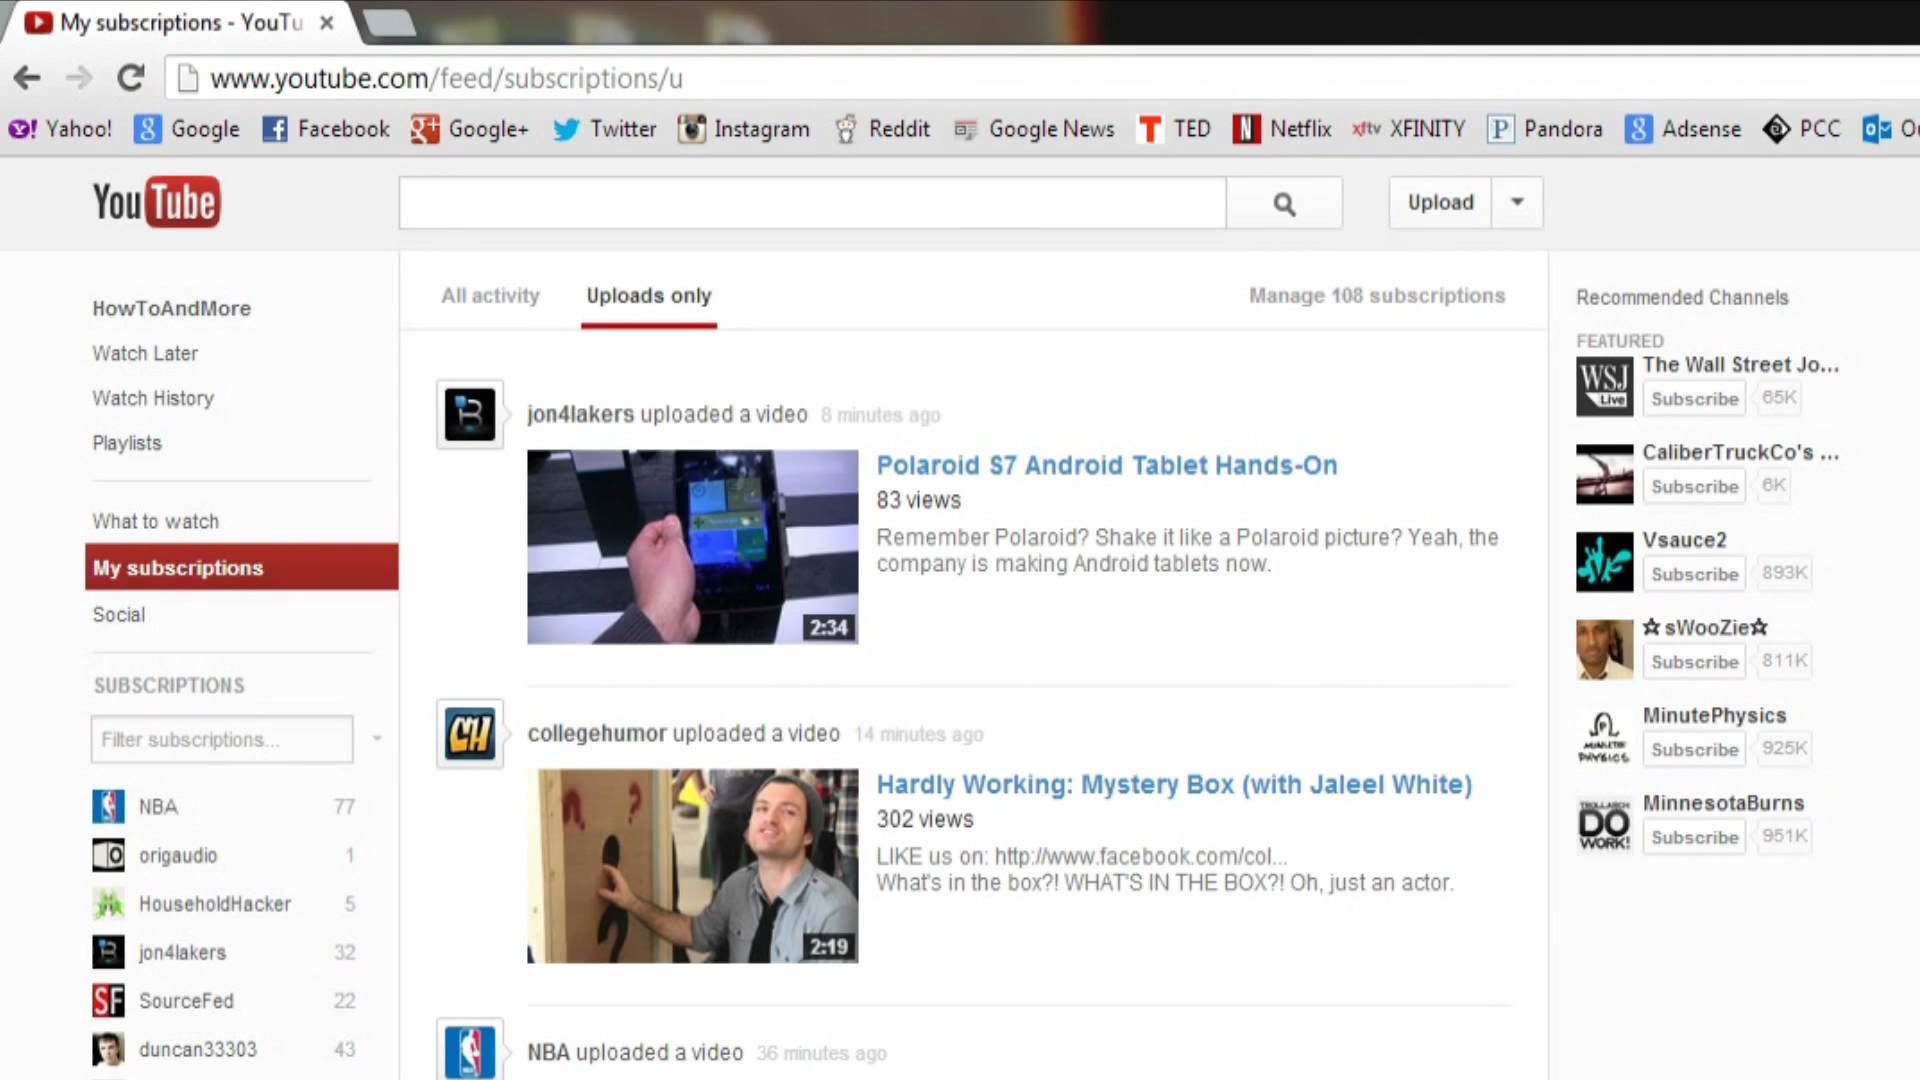 My subscriptions - YouTu
www.youtube.com/feed/subscriptions/u
Yahoo! Google Facebook Google+ Twitter Instagram Reddit Google News TED Netflix XFINITY Pandora Adsense PCC
YouTube
Upload
HowToAndMore
Watch Later
Watch History
Playlists
What to watch
My subscriptions
Social
SUBSCRIPTIONS
Filter subscriptions...
NBA 77
origaudio 1
HouseholdHacker 5
jon4lakers 32
SourceFed 22
duncan33303 43
All activity Uploads only Manage 108 subscriptions
jon4lakers uploaded a video 8 minutes ago
Polaroid S7 Android Tablet Hands-On
83 views
Remember Polaroid? Shake it like a Polaroid picture? Yeah, the
company is making Android tablets now.
2:34
collegehumor uploaded a video 14 minutes ago
Hardly Working: Mystery Box (with Jaleel White)
302 views
LIKE us on: http://www.facebook.com/col...
What's in the box?! WHAT'S IN THE BOX?! Oh, just an actor.
2:19
NBA uploaded a video 36 minutes ago
Recommended Channels
FEATURED
WSJ
Live
The Wall Street Jo...
Subscribe 65K
CaliberTruckCo's ...
Subscribe 6K
Vsauce2
Subscribe 893K
☆ sWooZie☆
Subscribe 811K
MINUTE
PHYSICS
MinutePhysics
Subscribe 925K
DO
WORK!
MinnesotaBurns
Subscribe 951K